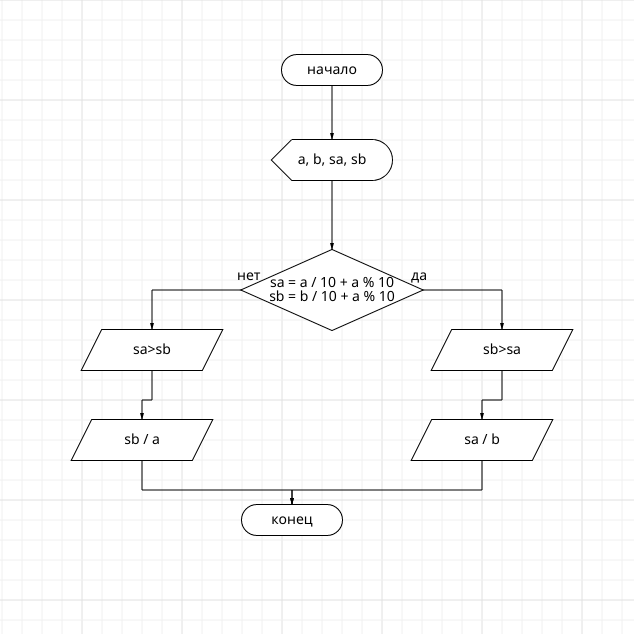 начало
a, b, sa, sb
нет
да
sa = a / 10 + a % 10
sb = b / 10 + a % 10
sa>sb
sb>sa
sb / a
sa / b
конец